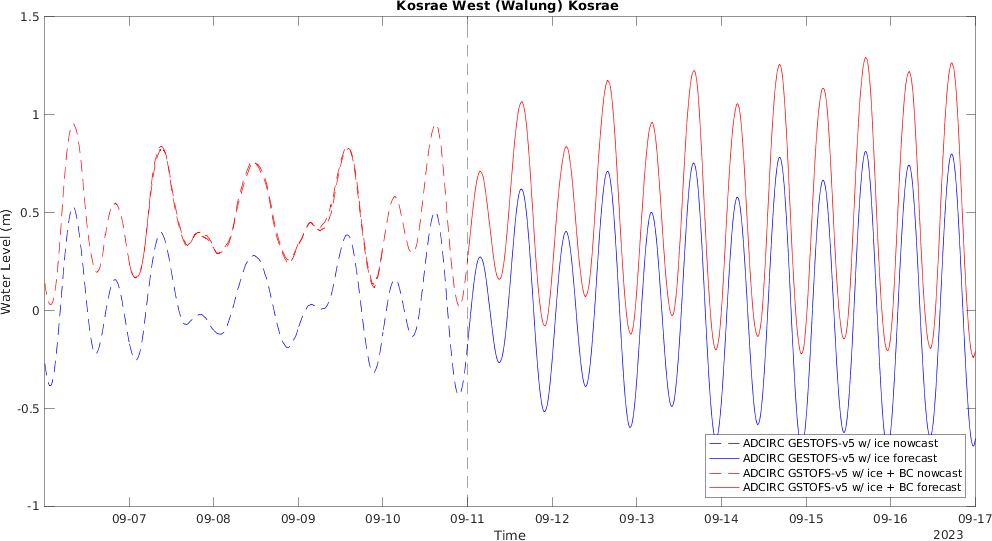 Kosrae West (Walung) Kosrae
1.5
1
0.5
0
-0.5
-1
Water Level (m)
ADCIRC GESTOFS-v5 w/ ice nowcast
ADCIRC GESTOFS-v5 w/ ice forecast
ADCIRC GSTOFS-v5 w/ ice + BC nowcast
ADCIRC GSTOFS-v5 w/ ice + BC forecast
09-07 09-08 09-09 09-10 09-11 09-12 09-13 09-14 09-15 09-16 09-17
Time
2023